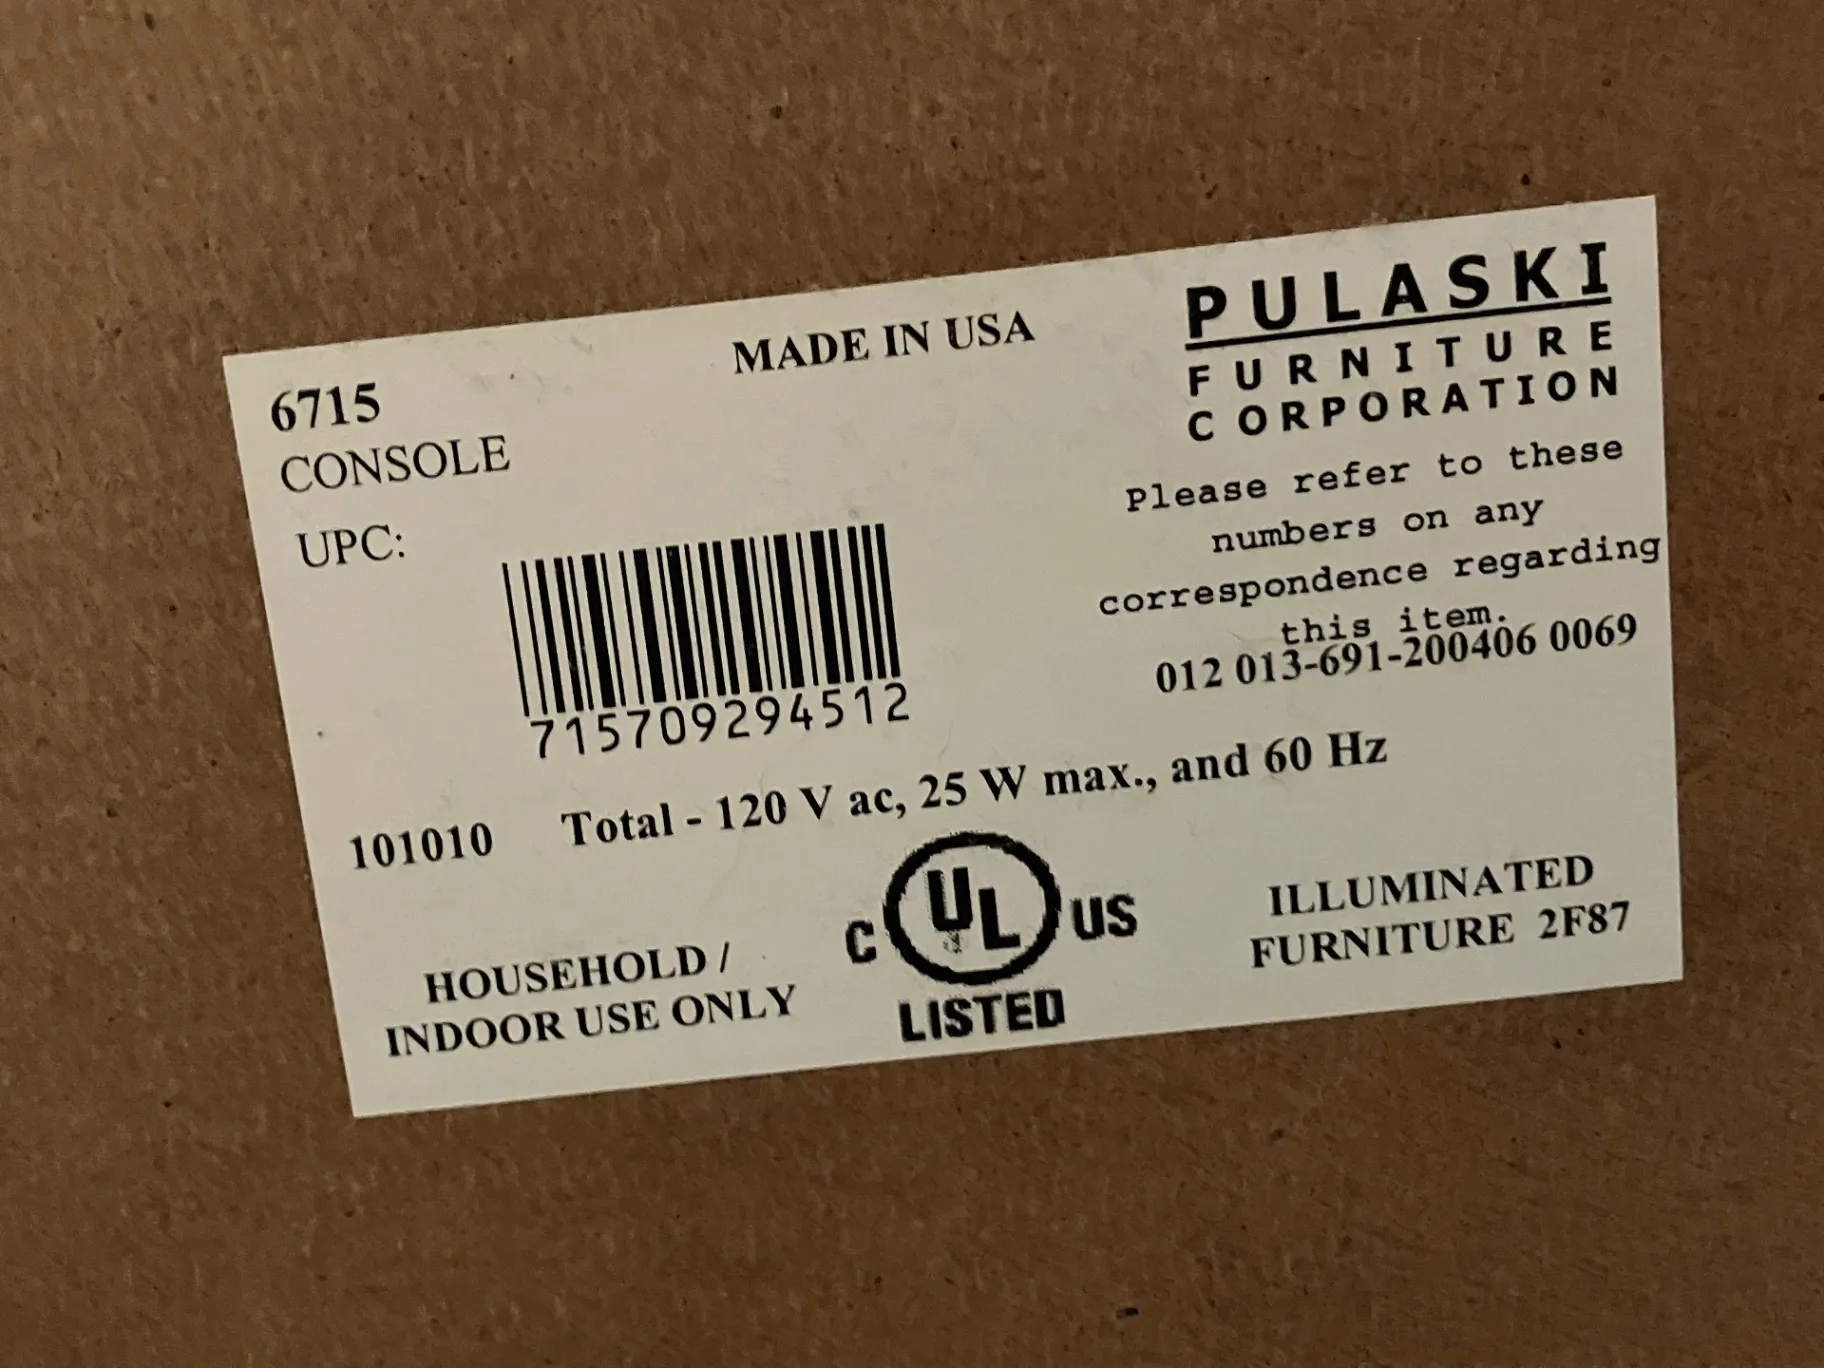 MADE IN USA
PULASKI
FURNITURE
CORPORATION
6715
CONSOLE
UPC:
715709294512
Please refer to these
numbers on any
correspondence regarding
this item.
012 013-691-200406 0069
101010 Total - 120 V ac, 25 W max., and 60 Hz
HOUSEHOLD /
INDOOR USE ONLY
C UL US
LISTED
ILLUMINATED
FURNITURE 2F87